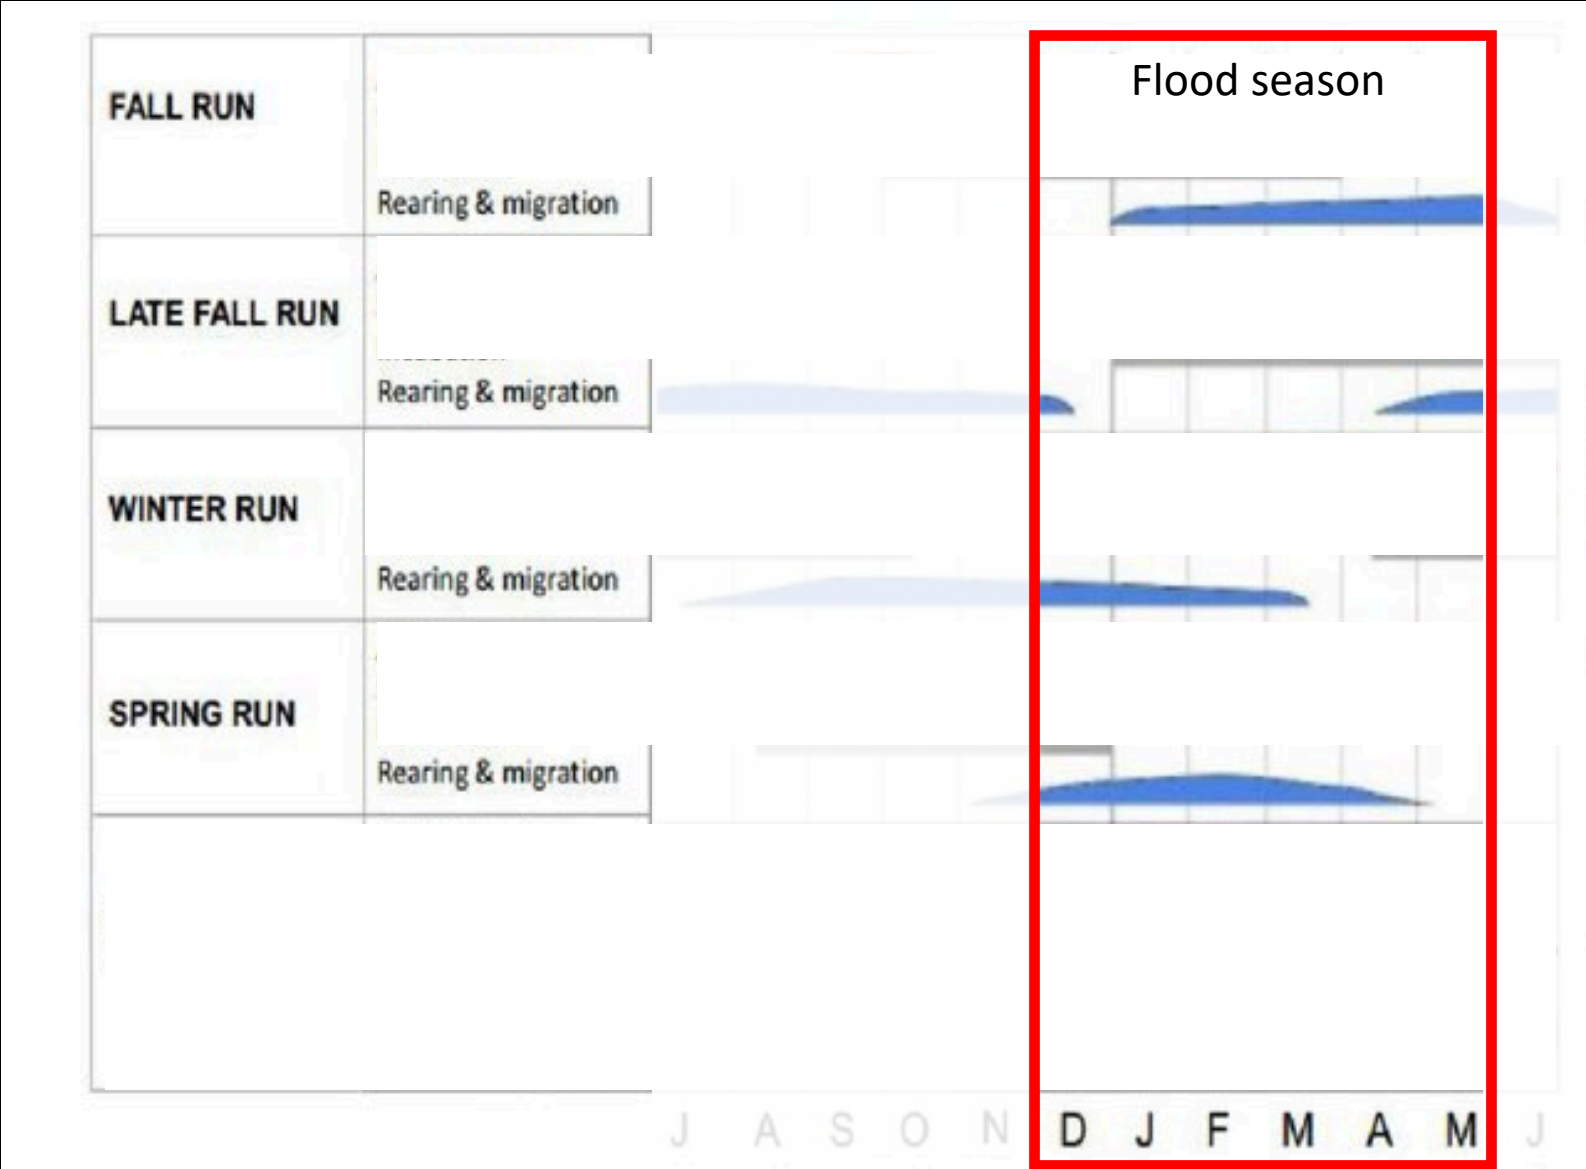 Flood season
FALL RUN
Rearing & migration
LATE FALL RUN
Rearing & migration
WINTER RUN
Rearing & migration
SPRING RUN
Rearing & migration
J A S O N D J F M A M J